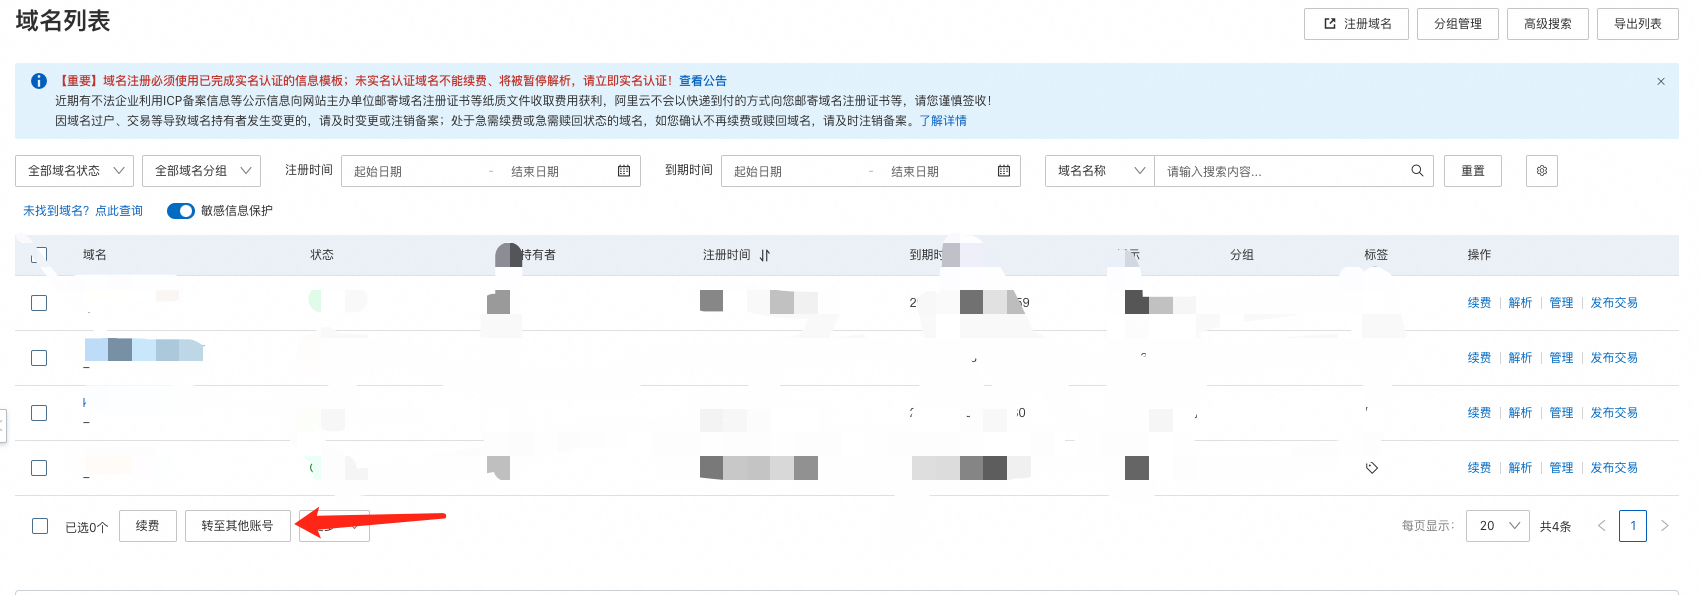 域名列表
注册域名 分组管理 高级搜索 导出列表
【重要】域名注册必须使用已完成实名认证的信息模板；未实名认证域名不能续费、将被暂停解析，请立即实名认证！查看公告
近期有不法企业利用ICP备案信息等公示信息向网站主办单位邮寄域名注册证书等纸质文件收取费用获利，阿里云不会以快递到付的方式向您邮寄域名注册证书等，请您谨慎签收！
因域名过户、交易等导致域名持有者发生变更的，请及时变更或注销备案；处于急需续费或急需赎回状态的域名，如您确认不再续费或赎回域名，请及时注销备案。了解详情
全部域名状态 全部域名分组 注册时间 起始日期 - 结束日期 到期时间 起始日期 - 结束日期 域名名称 请输入搜索内容... 重置
未找到域名？点此查询 敏感信息保护
域名 状态 持有者 注册时间 到期时 示 分组 标签 操作
续费 解析 管理 发布交易
续费 解析 管理 发布交易
续费 解析 管理 发布交易
续费 解析 管理 发布交易
已选0个 续费 转至其他账号 每页显示： 20 共4条 1